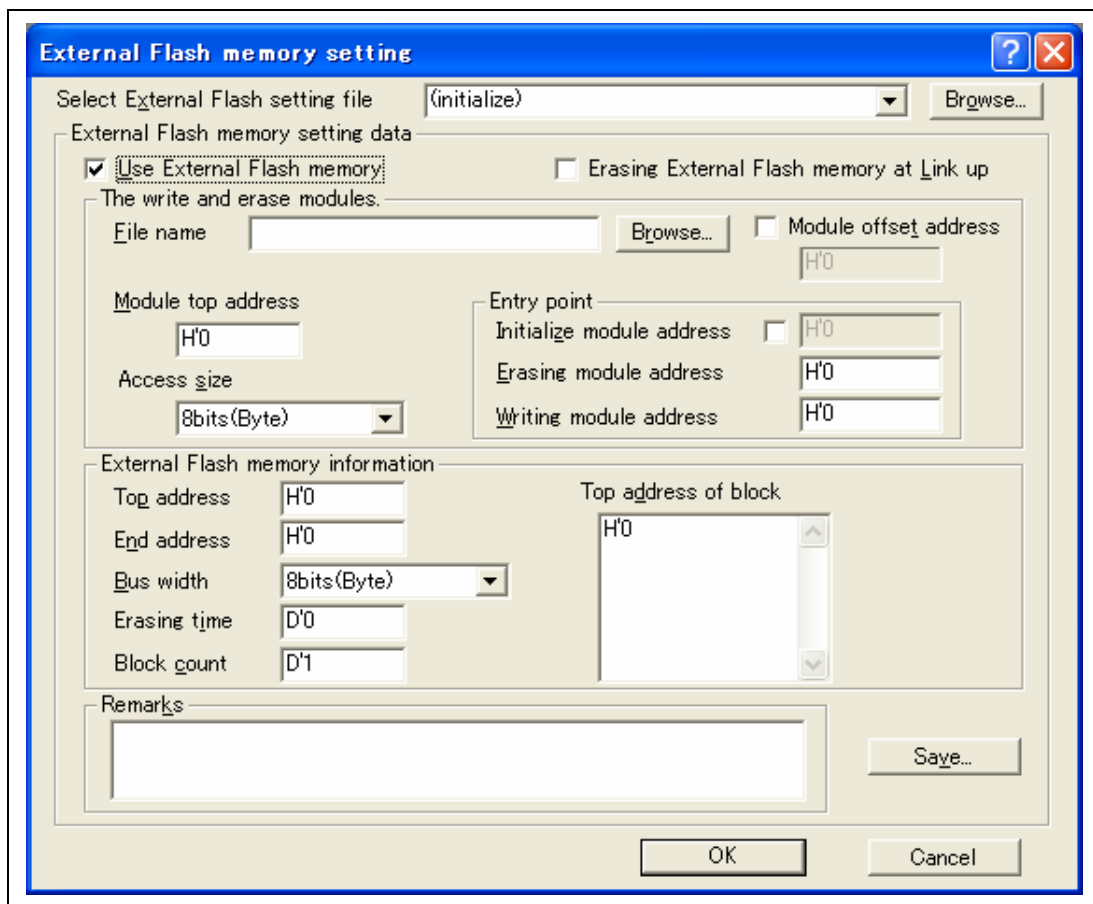 External Flash memory setting
Select External Flash setting file (initialize) Browse...
External Flash memory setting data
Use External Flash memory Erasing External Flash memory at Link up
The write and erase modules.
File name Browse... Module offset address
H'0
Module top address Entry point
H'0 Initialize module address H'0
Access size Erasing module address H'0
8bits(Byte) Writing module address H'0
External Flash memory information
Top address H'0 Top address of block
End address H'0 H'0
Bus width 8bits(Byte)
Erasing time D'0
Block count D'1
Remarks
Save...
OK Cancel